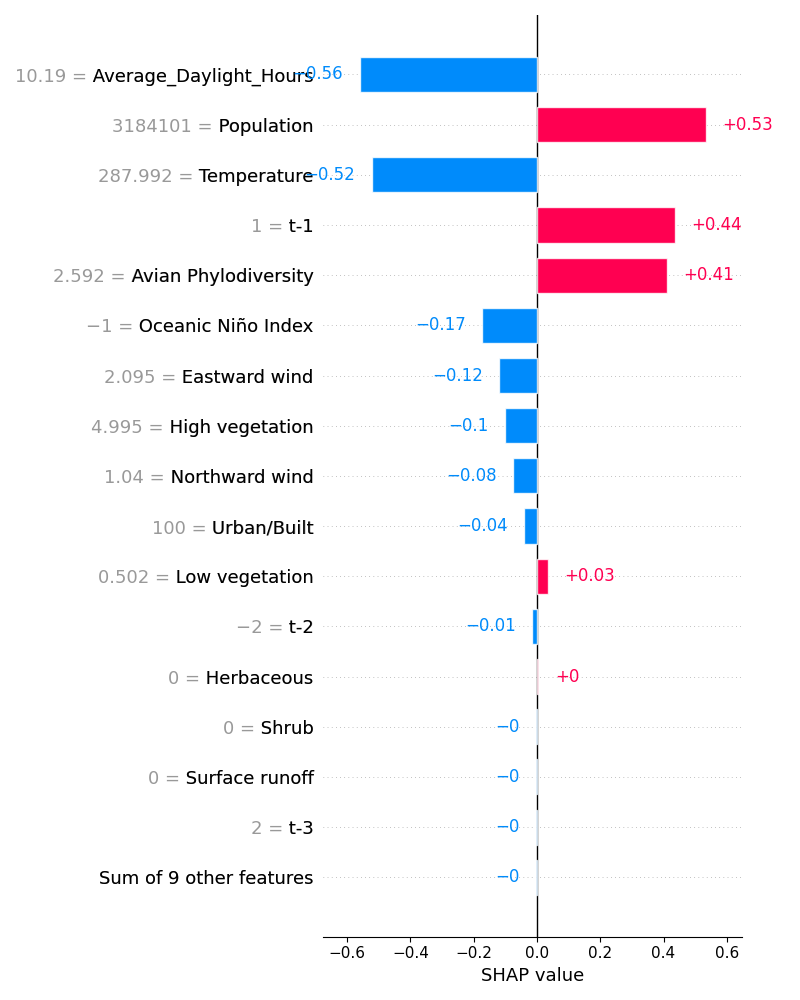 10.19 = Average_Daylight_Hours −0.56
3184101 = Population +0.53
287.992 = Temperature −0.52
1 = t-1 +0.44
2.592 = Avian Phylodiversity +0.41
−1 = Oceanic Niño Index −0.17
2.095 = Eastward wind −0.12
4.995 = High vegetation −0.1
1.04 = Northward wind −0.08
100 = Urban/Built −0.04
0.502 = Low vegetation +0.03
−2 = t-2 −0.01
0 = Herbaceous +0
0 = Shrub −0
0 = Surface runoff −0
2 = t-3 −0
Sum of 9 other features −0
−0.6 −0.4 −0.2 0.0 0.2 0.4 0.6
SHAP value